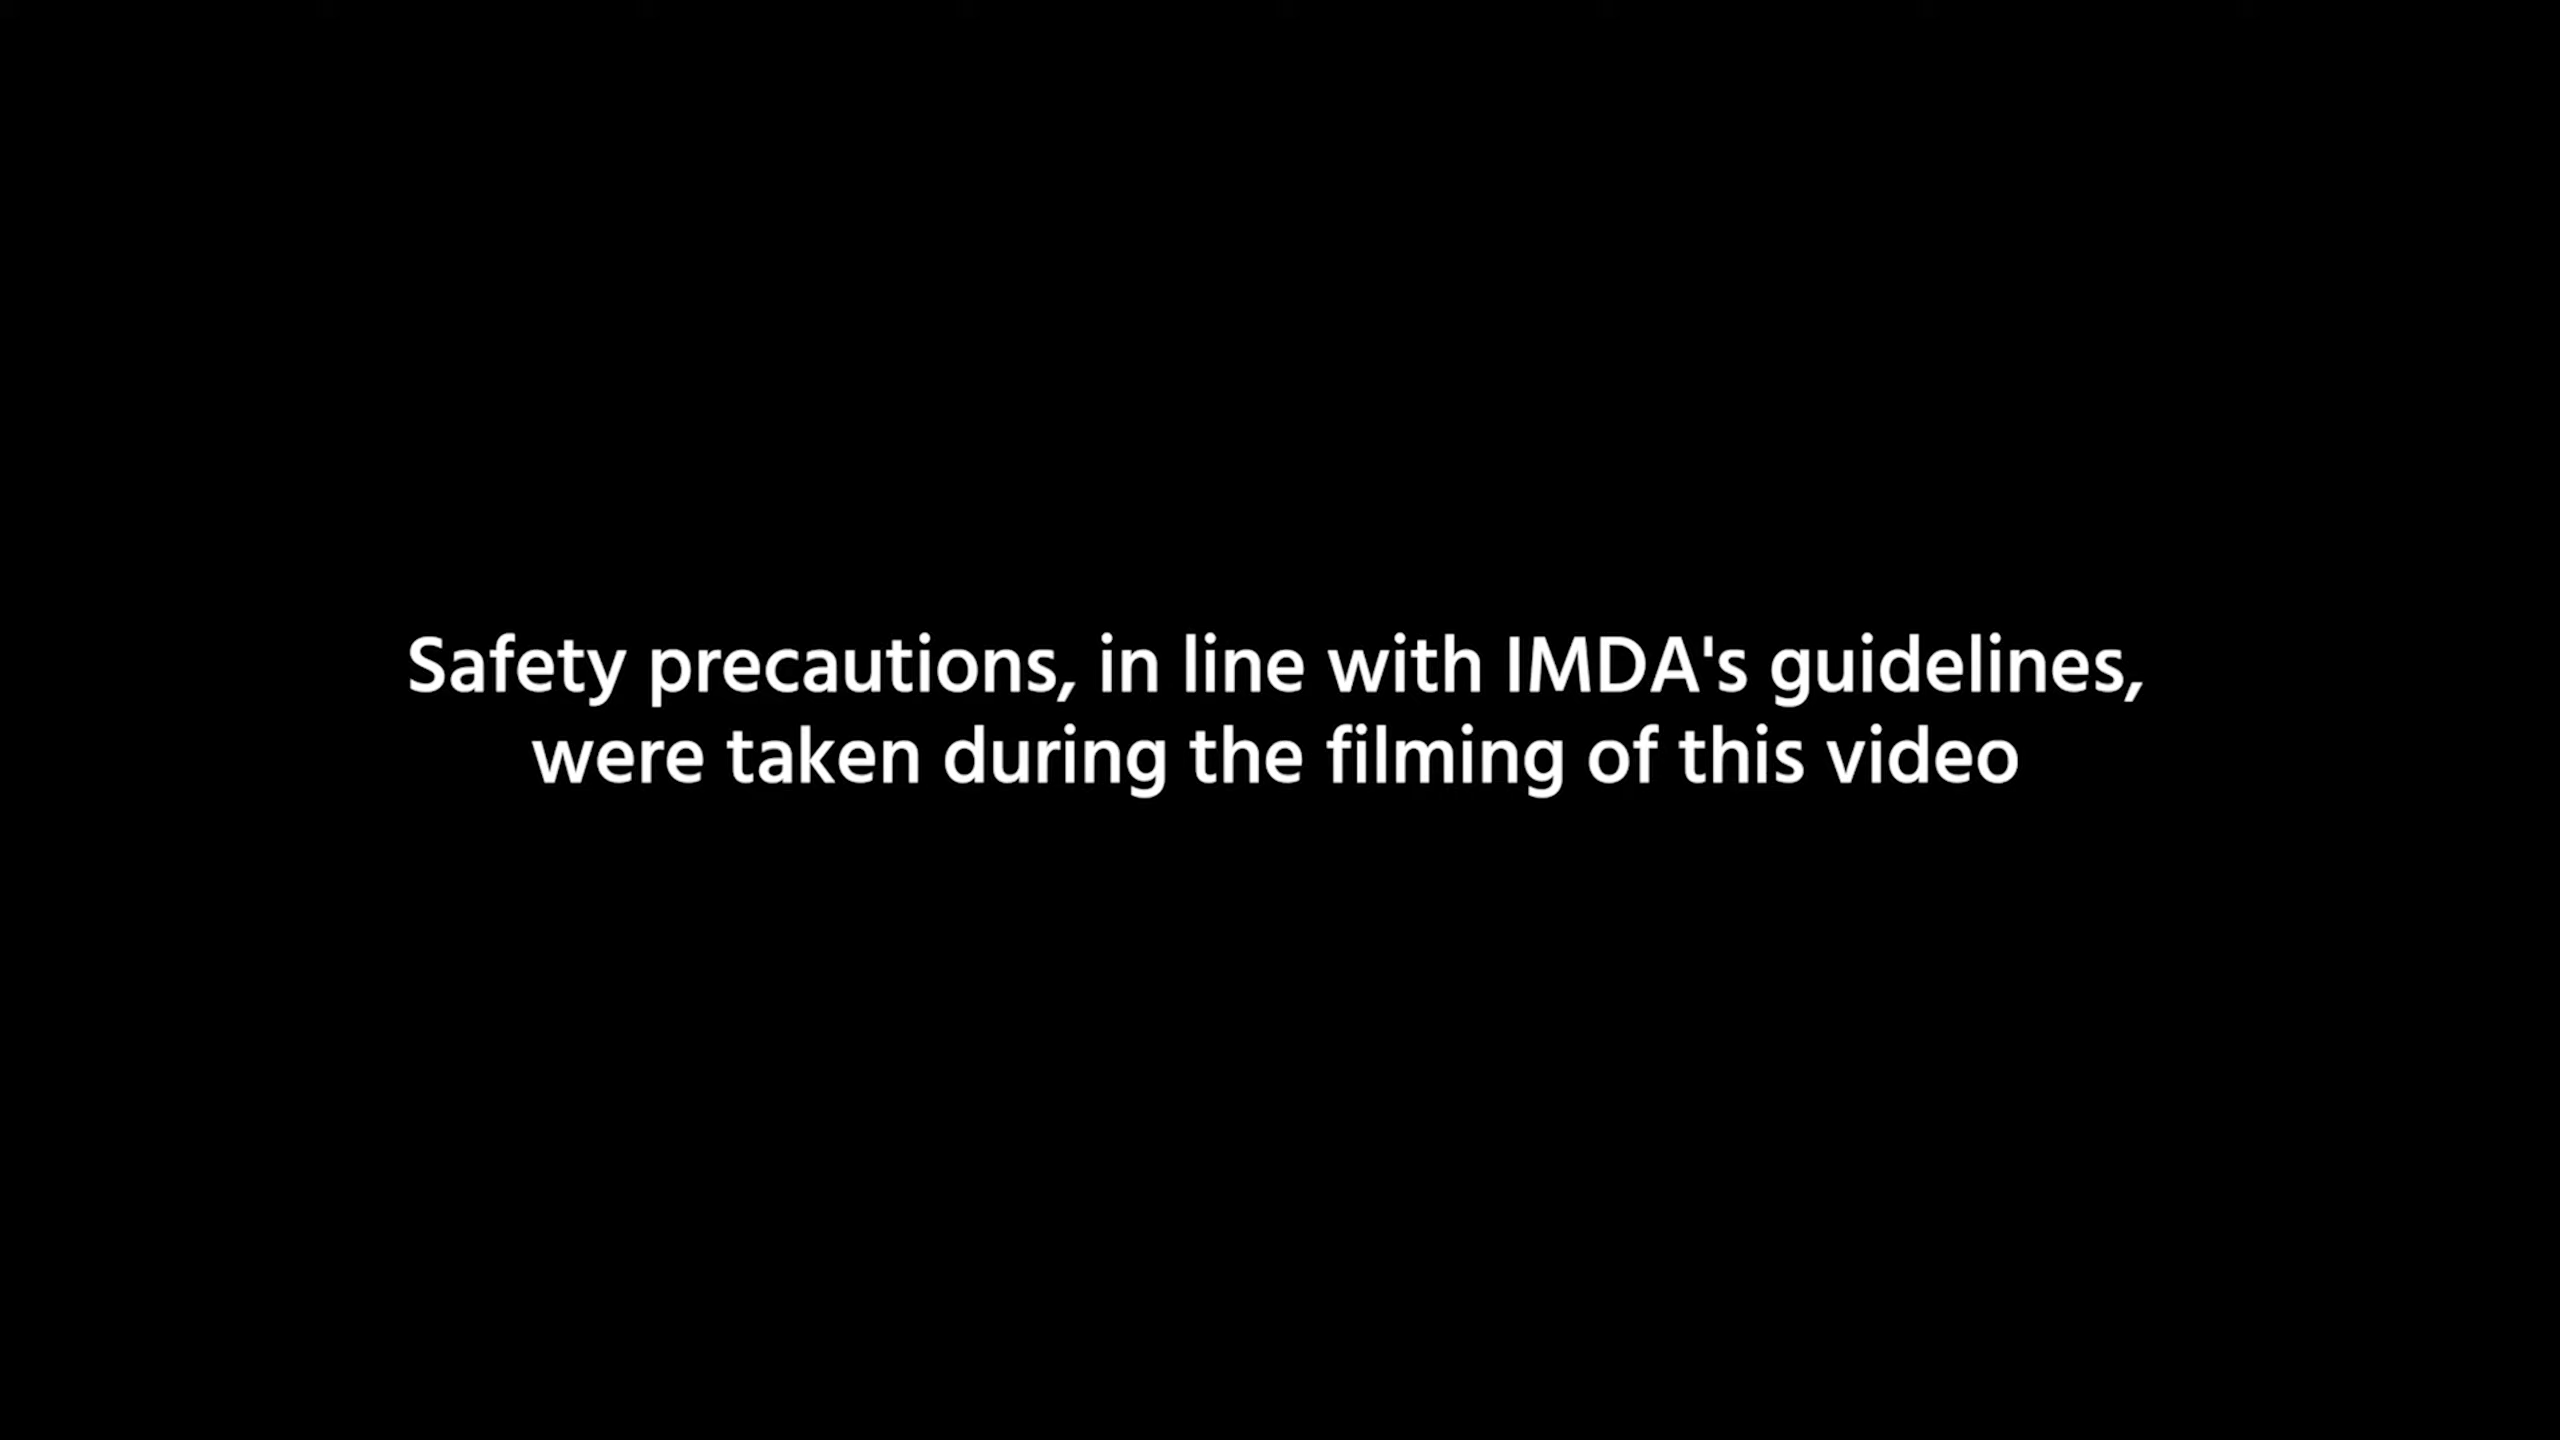 Safety precautions, in line with IMDA's guidelines,
were taken during the filming of this video